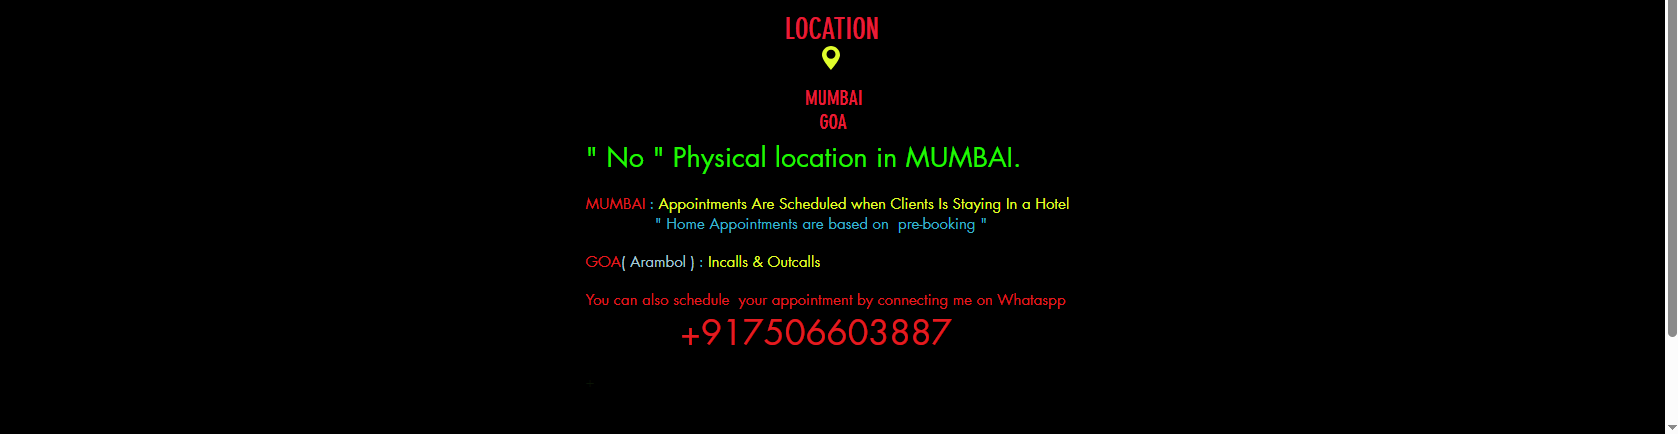 LOCATION
MUMBAI
GOA
" No " Physical location in MUMBAI.
MUMBAI : Appointments Are Scheduled when Clients Is Staying In a Hotel
" Home Appointments are based on  pre-booking "
GOA( Arambol ) : Incalls & Outcalls
You can also schedule  your appointment by connecting me on Whataspp
+917506603887